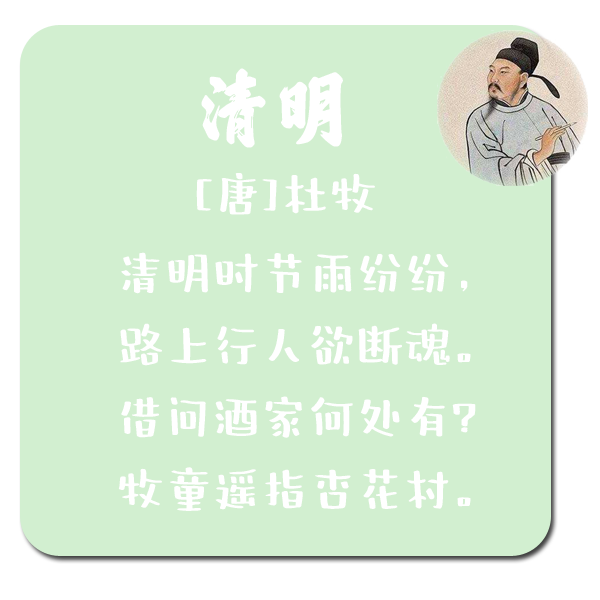 清明
[唐]杜牧
清明时节雨纷纷，
路上行人欲断魂。
借问酒家何处有？
牧童遥指杏花村。